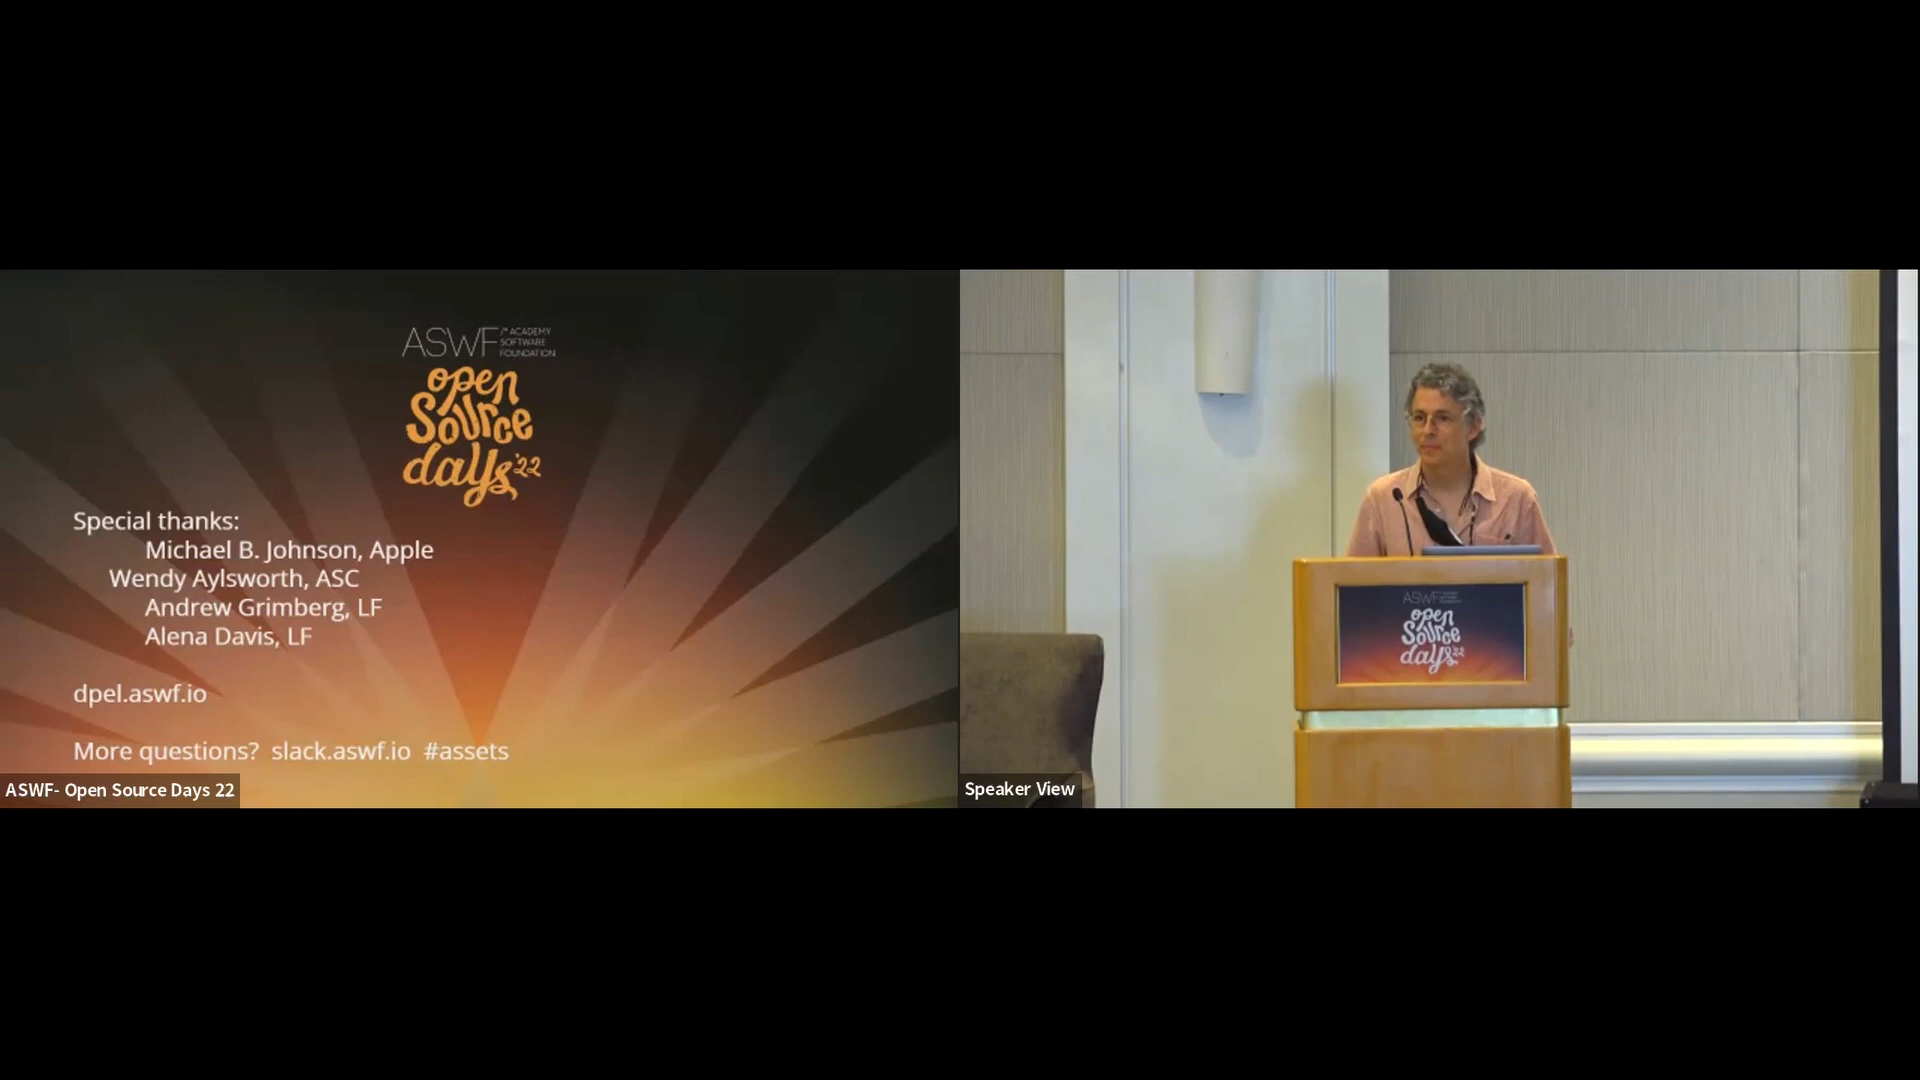 ASWF /* ACADEMY
SOFTWARE
FOUNDATION
open
Source
days '22
Special thanks:
Michael B. Johnson, Apple
Wendy Aylsworth, ASC
Andrew Grimberg, LF
Alena Davis, LF
dpel.aswf.io
More questions? slack.aswf.io #assets
ASWF- Open Source Days 22
ASWF
open
Source
days '22
Speaker View